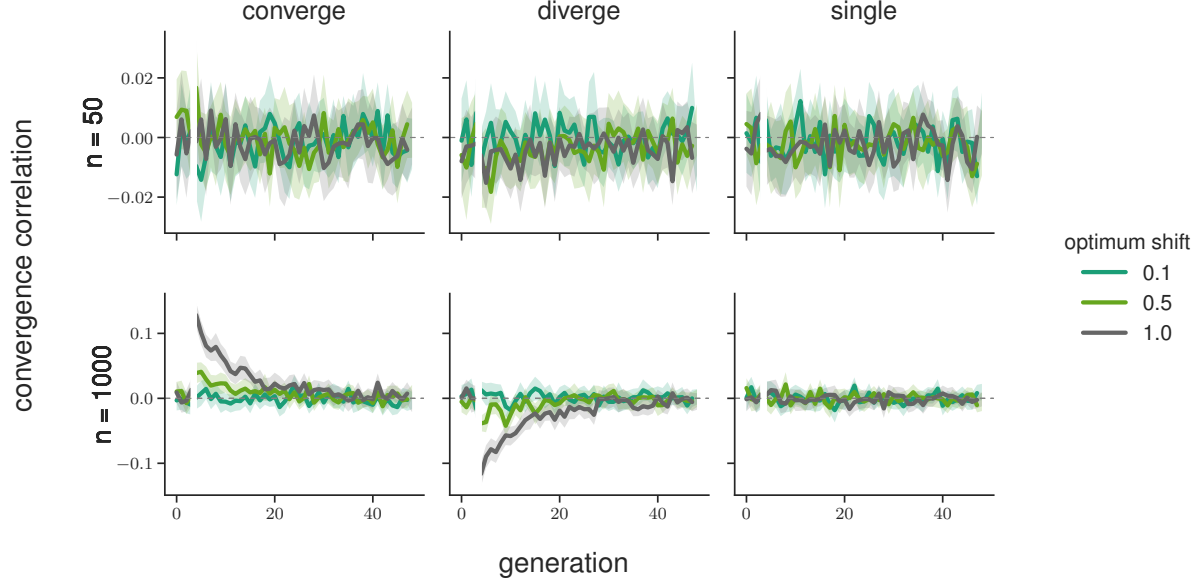 converge diverge single
convergence correlation
n = 50
0.02
0.00
−0.02
n = 1000
0.1
0.0
−0.1
0 20 40 0 20 40 0 20 40
generation
optimum shift
0.1
0.5
1.0